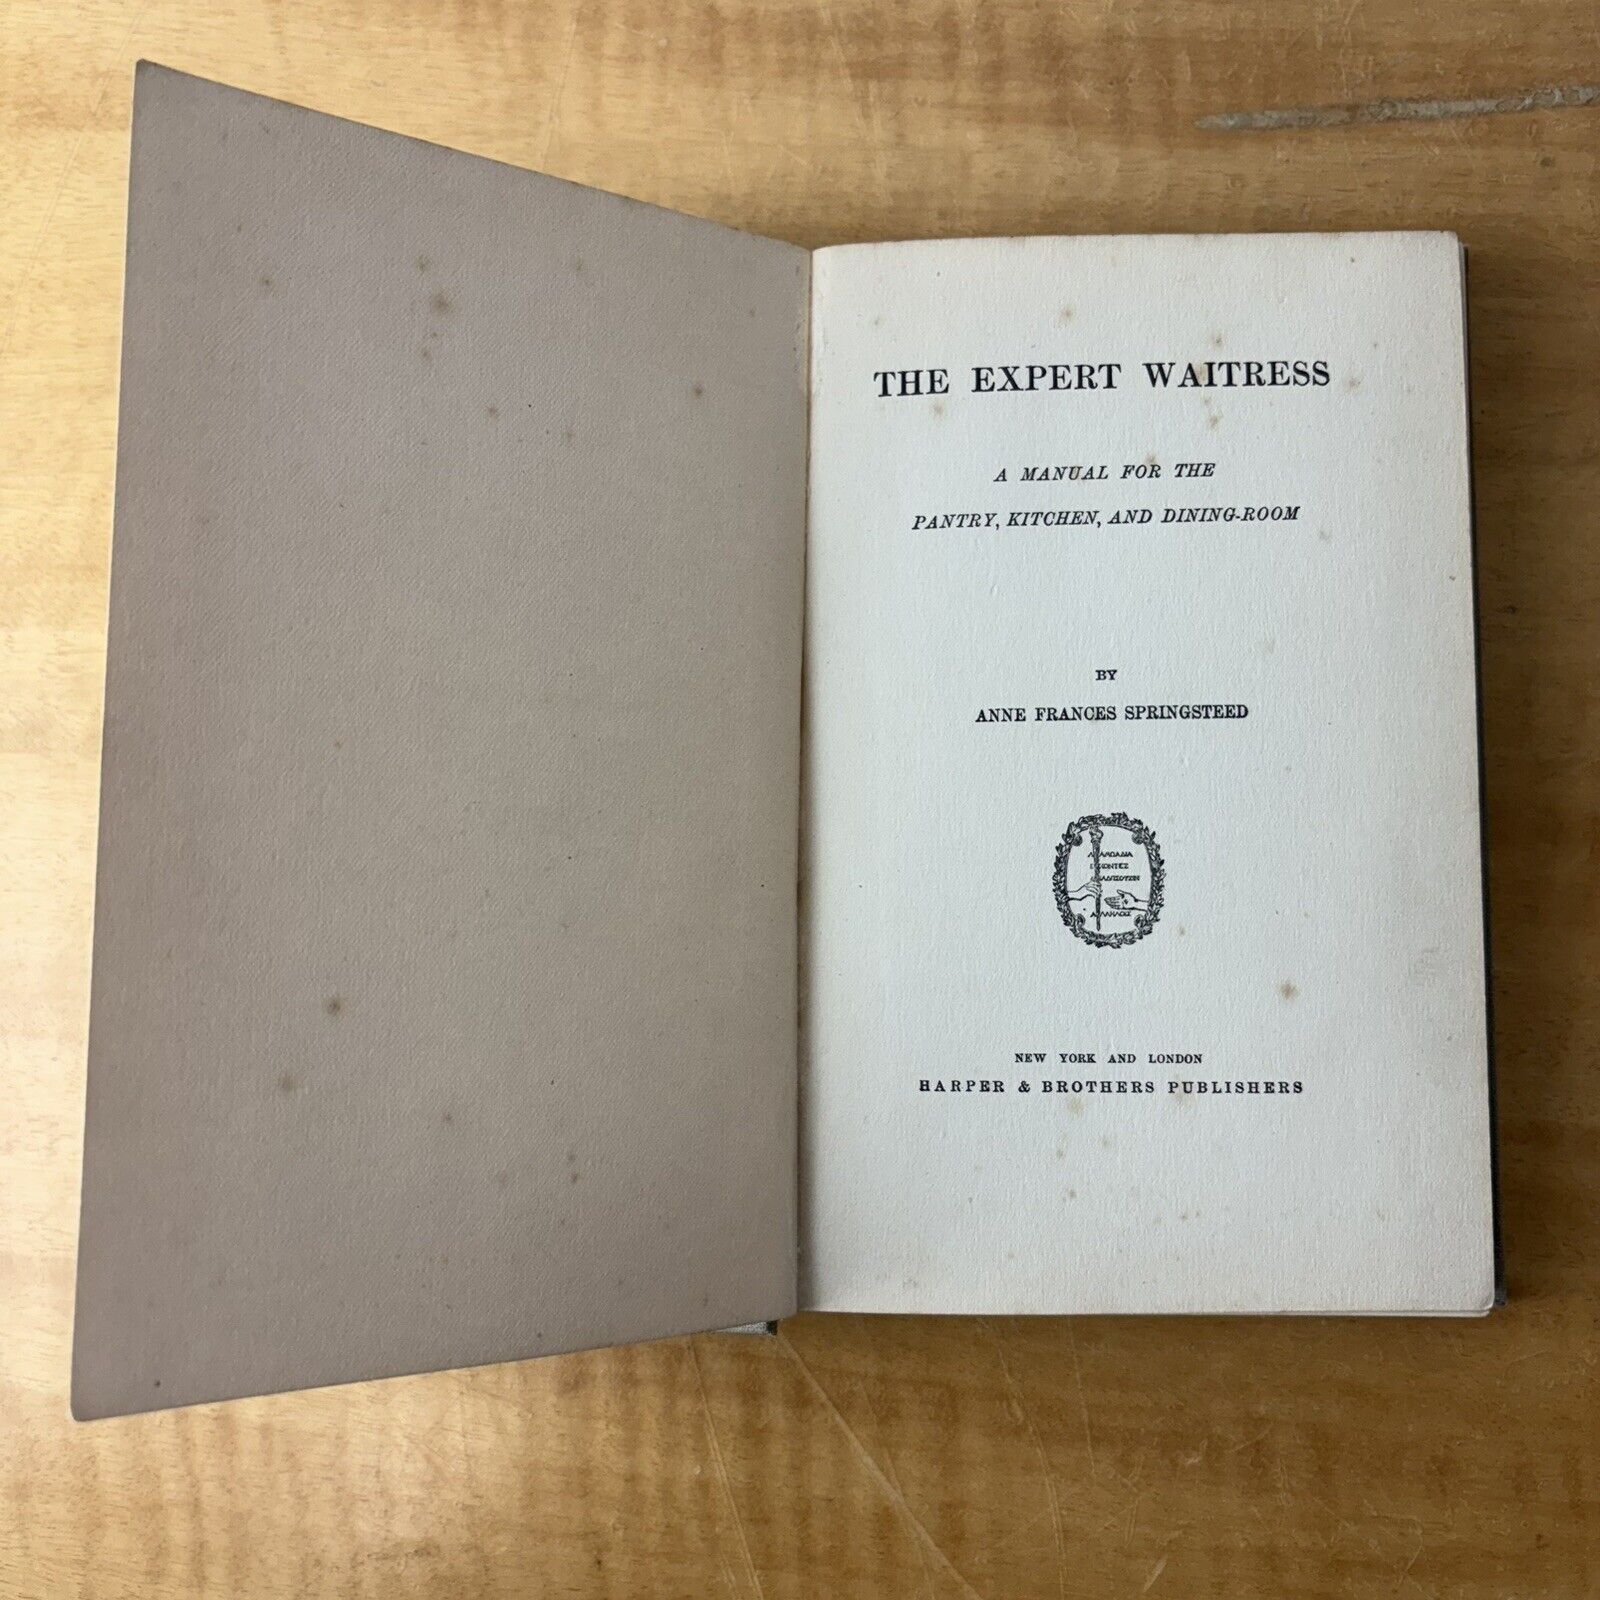 THE EXPERT WAITRESS
A MANUAL FOR THE
PANTRY, KITCHEN, AND DINING-ROOM
BY
ANNE FRANCES SPRINGSTEED
NEW YORK AND LONDON
HARPER & BROTHERS PUBLISHERS